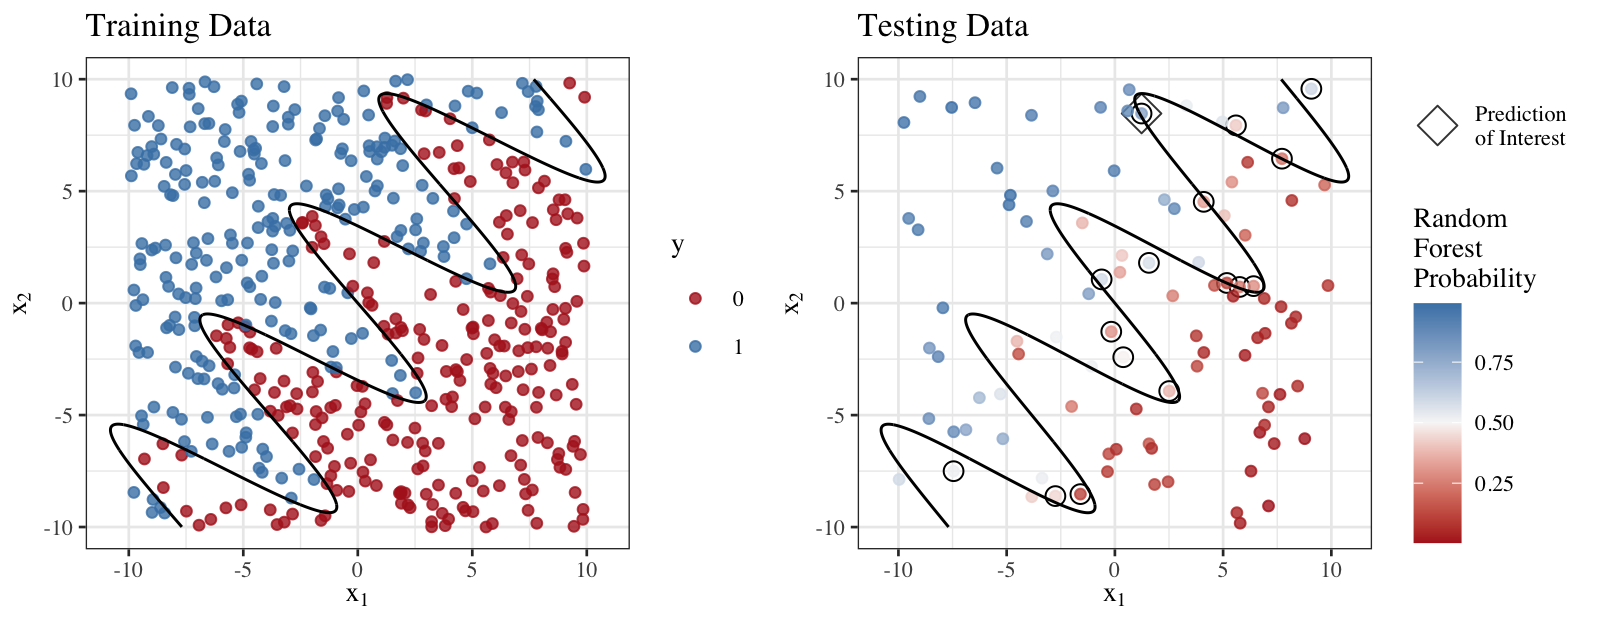 Training Data
10
5
0
-5
-10
x2
-10
-5
0
5
10
x1
y
0
1
Testing Data
10
5
0
-5
-10
x2
-10
-5
0
5
10
x1
Prediction
of Interest
Random
Forest
Probability
0.75
0.50
0.25